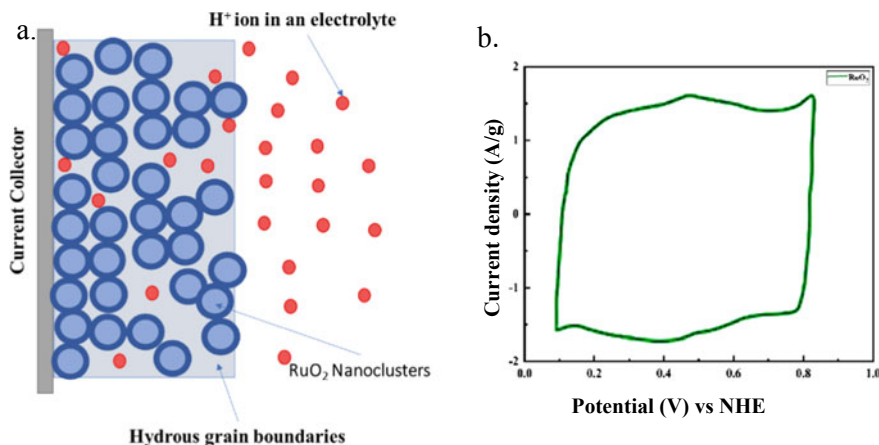 a.
H⁺ ion in an electrolyte
Current Collector
RuO₂ Nanoclusters
Hydrous grain boundaries
b.
RuO₂
Current density (A/g)
2
1
0
-1
-2
0.0 0.2 0.4 0.6 0.8 1.0
Potential (V) vs NHE